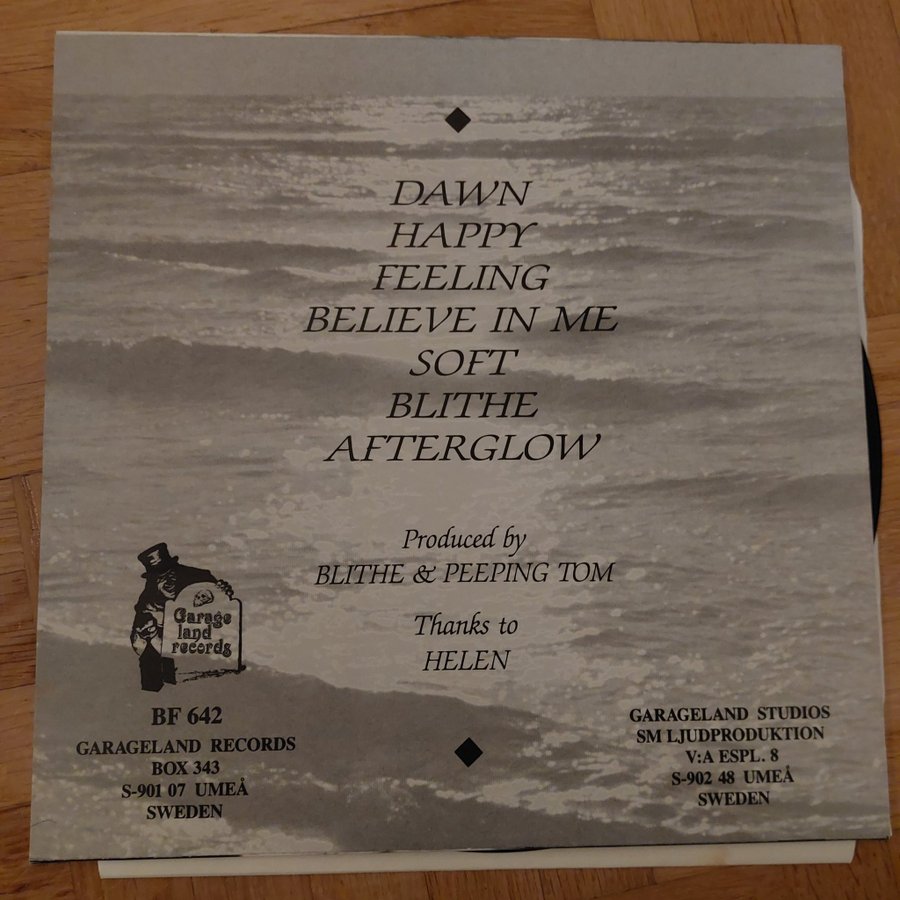 DAWN
HAPPY
FEELING
BELIEVE IN ME
SOFT
BLITHE
AFTERGLOW
Produced by
BLITHE & PEEPING TOM
Thanks to
HELEN
Garage
land
records
BF 642
GARAGELAND RECORDS
BOX 343
S-901 07 UMEÅ
SWEDEN
GARAGELAND STUDIOS
SM LJUDPRODUKTION
V:A ESPL. 8
S-902 48 UMEÅ
SWEDEN